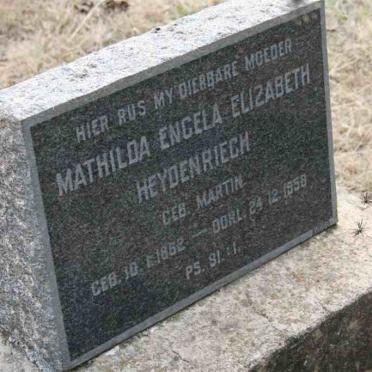 HIER RUS MY DIERBARE MOEDER
MATHILDA ENGELA ELIZABETH
HEYDENRIECH
GEB. MARTIN
GEB. 10.1.1882 — OORL. 24.12.1958
PS. 91:1.